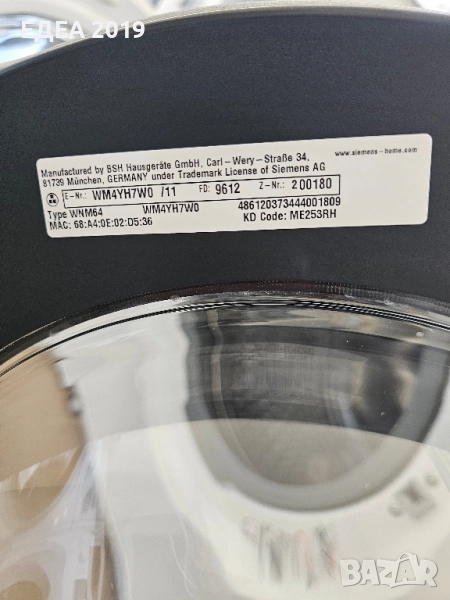 ЕДЕА 2019
Manufactured by BSH Hausgeräte GmbH, Carl-Wery-Straße 34, www.siemens-home.com
81739 München, GERMANY under Trademark License of Siemens AG
E-Nr.: WM4YH7W0 /11 FD: 9612 Z-Nr.: 200180
Type WNM64 WM4YH7W0 486120373444001809
MAC: 68:A4:0E:02:D5:36 KD Code: ME253RH
BAZAR